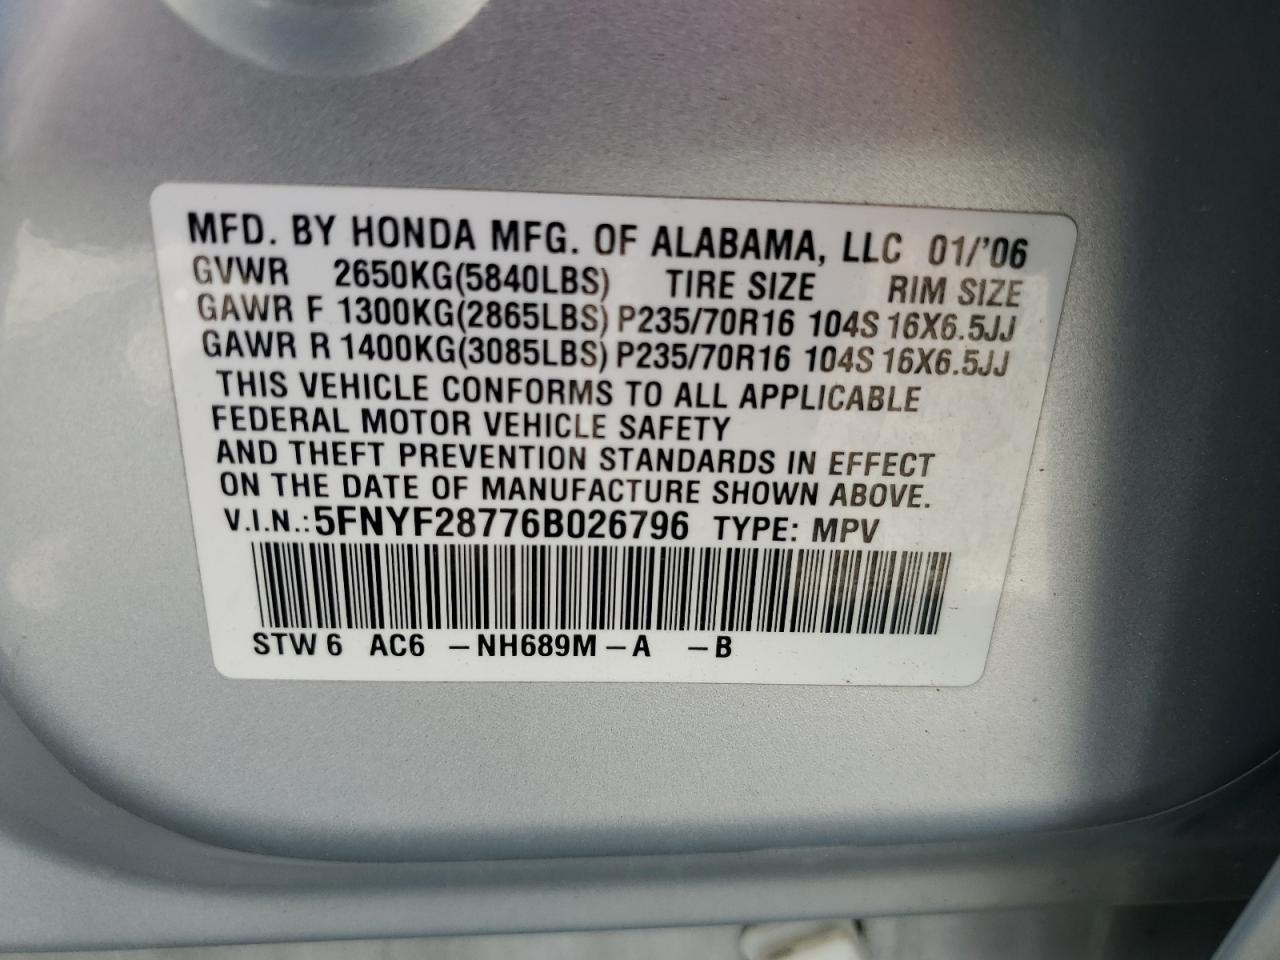 MFD. BY HONDA MFG. OF ALABAMA, LLC 01/'06
GVWR 2650KG(5840LBS) TIRE SIZE RIM SIZE
GAWR F 1300KG(2865LBS) P235/70R16 104S 16X6.5JJ
GAWR R 1400KG(3085LBS) P235/70R16 104S 16X6.5JJ
THIS VEHICLE CONFORMS TO ALL APPLICABLE
FEDERAL MOTOR VEHICLE SAFETY
AND THEFT PREVENTION STANDARDS IN EFFECT
ON THE DATE OF MANUFACTURE SHOWN ABOVE.
V.I.N.: 5FNYF28776B026796 TYPE: MPV
STW 6 AC6 -NH689M-A -B